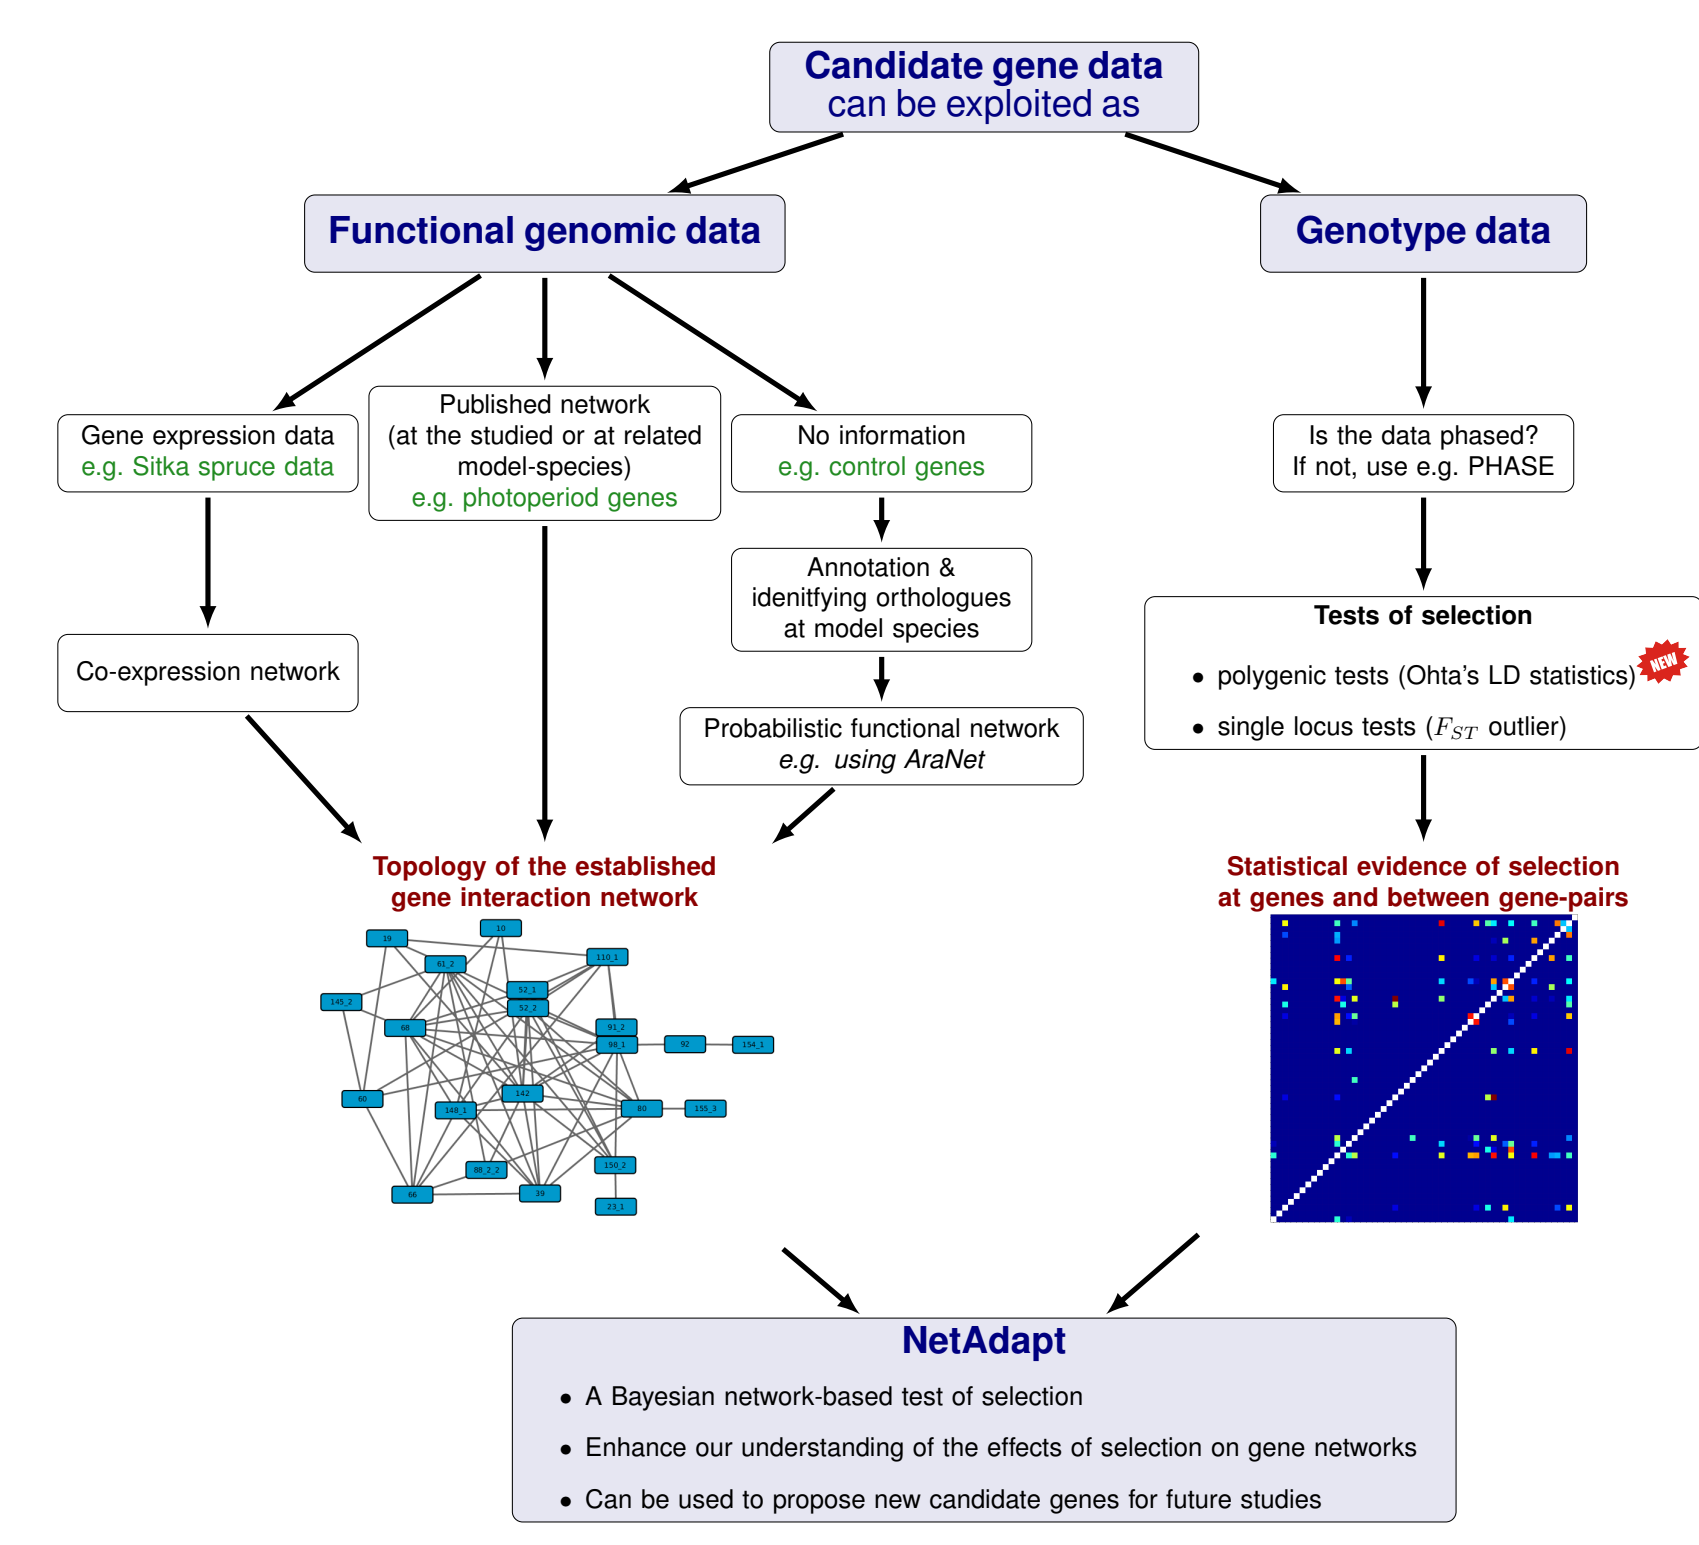 Candidate gene data
can be exploited as
Functional genomic data
Genotype data
Gene expression data
e.g. Sitka spruce data
Published network
(at the studied or at related
model-species)
e.g. photoperiod genes
No information
e.g. control genes
Is the data phased?
If not, use e.g. PHASE
Annotation &
idenitfying orthologues
at model species
Co-expression network
Probabilistic functional network
e.g. using AraNet
Tests of selection
• polygenic tests (Ohta's LD statistics)
NEW
• single locus tests (F_ST outlier)
Topology of the established
gene interaction network
Statistical evidence of selection
at genes and between gene-pairs
10
19
110_1
61_2
52_1
145_2
52_2
68
91_2
98_1
92
154_1
142
60
148_1
80
155_3
150_2
88_2_2
66
39
23_1
NetAdapt
• A Bayesian network-based test of selection
• Enhance our understanding of the effects of selection on gene networks
• Can be used to propose new candidate genes for future studies